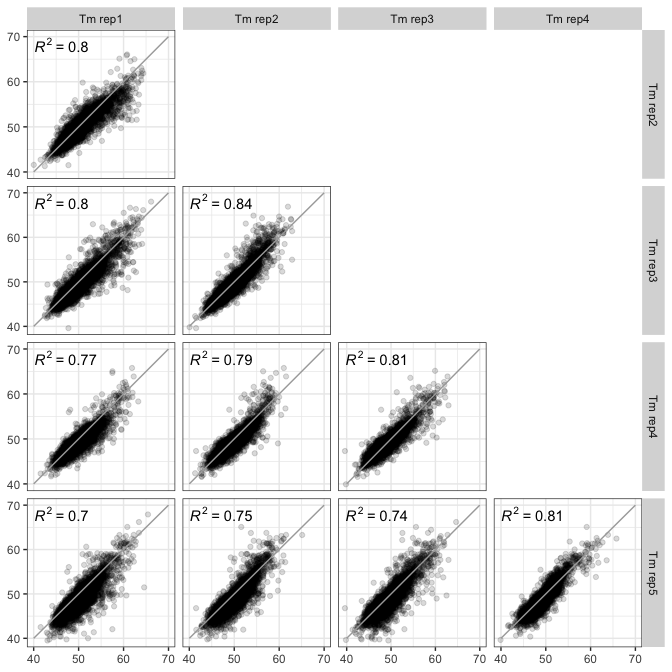 Tm rep1 Tm rep2 Tm rep3 Tm rep4
70
R² = 0.8
60
50
40
Tm rep2
70
R² = 0.8 R² = 0.84
60
50
40
Tm rep3
70
R² = 0.77 R² = 0.79 R² = 0.81
60
50
40
Tm rep4
70
R² = 0.7 R² = 0.75 R² = 0.74 R² = 0.81
60
50
40
Tm rep5
40 50 60 70 40 50 60 70 40 50 60 70 40 50 60 70